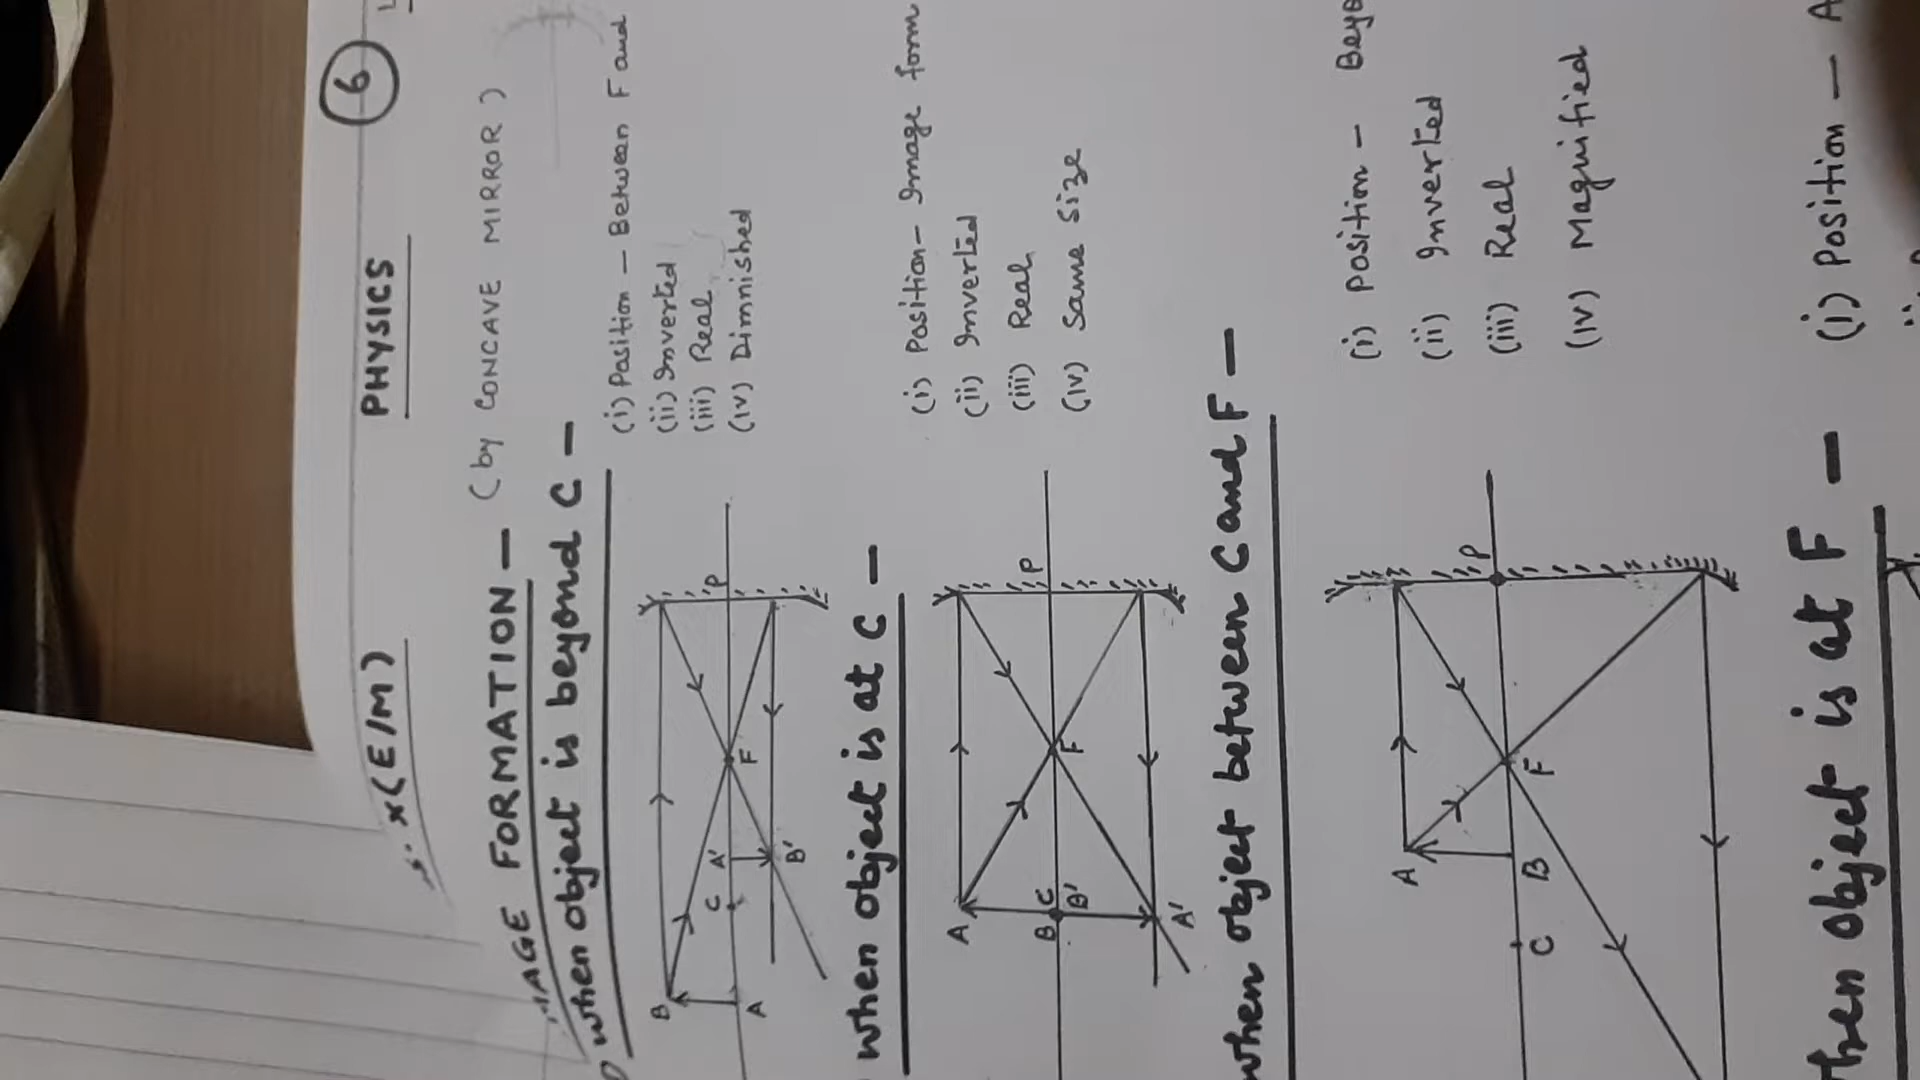 X(E/M) PHYSICS 6
IMAGE FORMATION — (by CONCAVE MIRROR)
when object is beyond C —
B
A
C
A'
B'
F
P
(i) Position — Between F and
(ii) Inverted
(iii) Real
(iv) Dimnished
when object is at C —
A
B
C
B'
A'
F
P
(i) Position — Image form
(ii) Inverted
(iii) Real
(iv) Same Size
when object between C and F —
A
C
B
F
P
(i) Position —
(ii) Inverted
(iii) Real
(iv) Magnified
when object is at F —
(i) Position — A